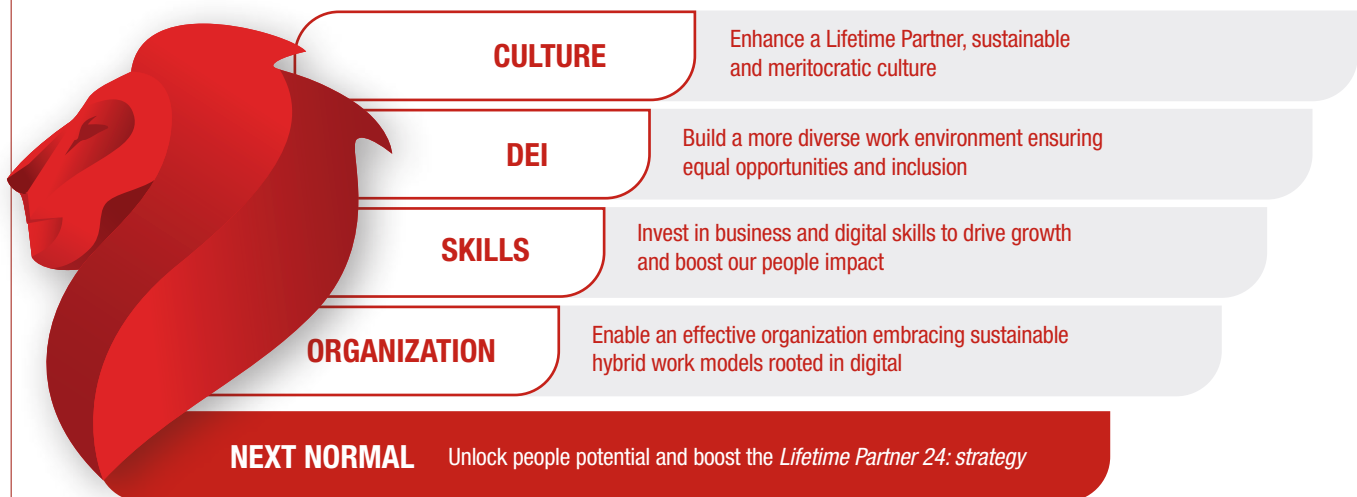 CULTURE
Enhance a Lifetime Partner, sustainable
and meritocratic culture
DEI
Build a more diverse work environment ensuring
equal opportunities and inclusion
SKILLS
Invest in business and digital skills to drive growth
and boost our people impact
ORGANIZATION
Enable an effective organization embracing sustainable
hybrid work models rooted in digital
NEXT NORMAL Unlock people potential and boost the Lifetime Partner 24: strategy